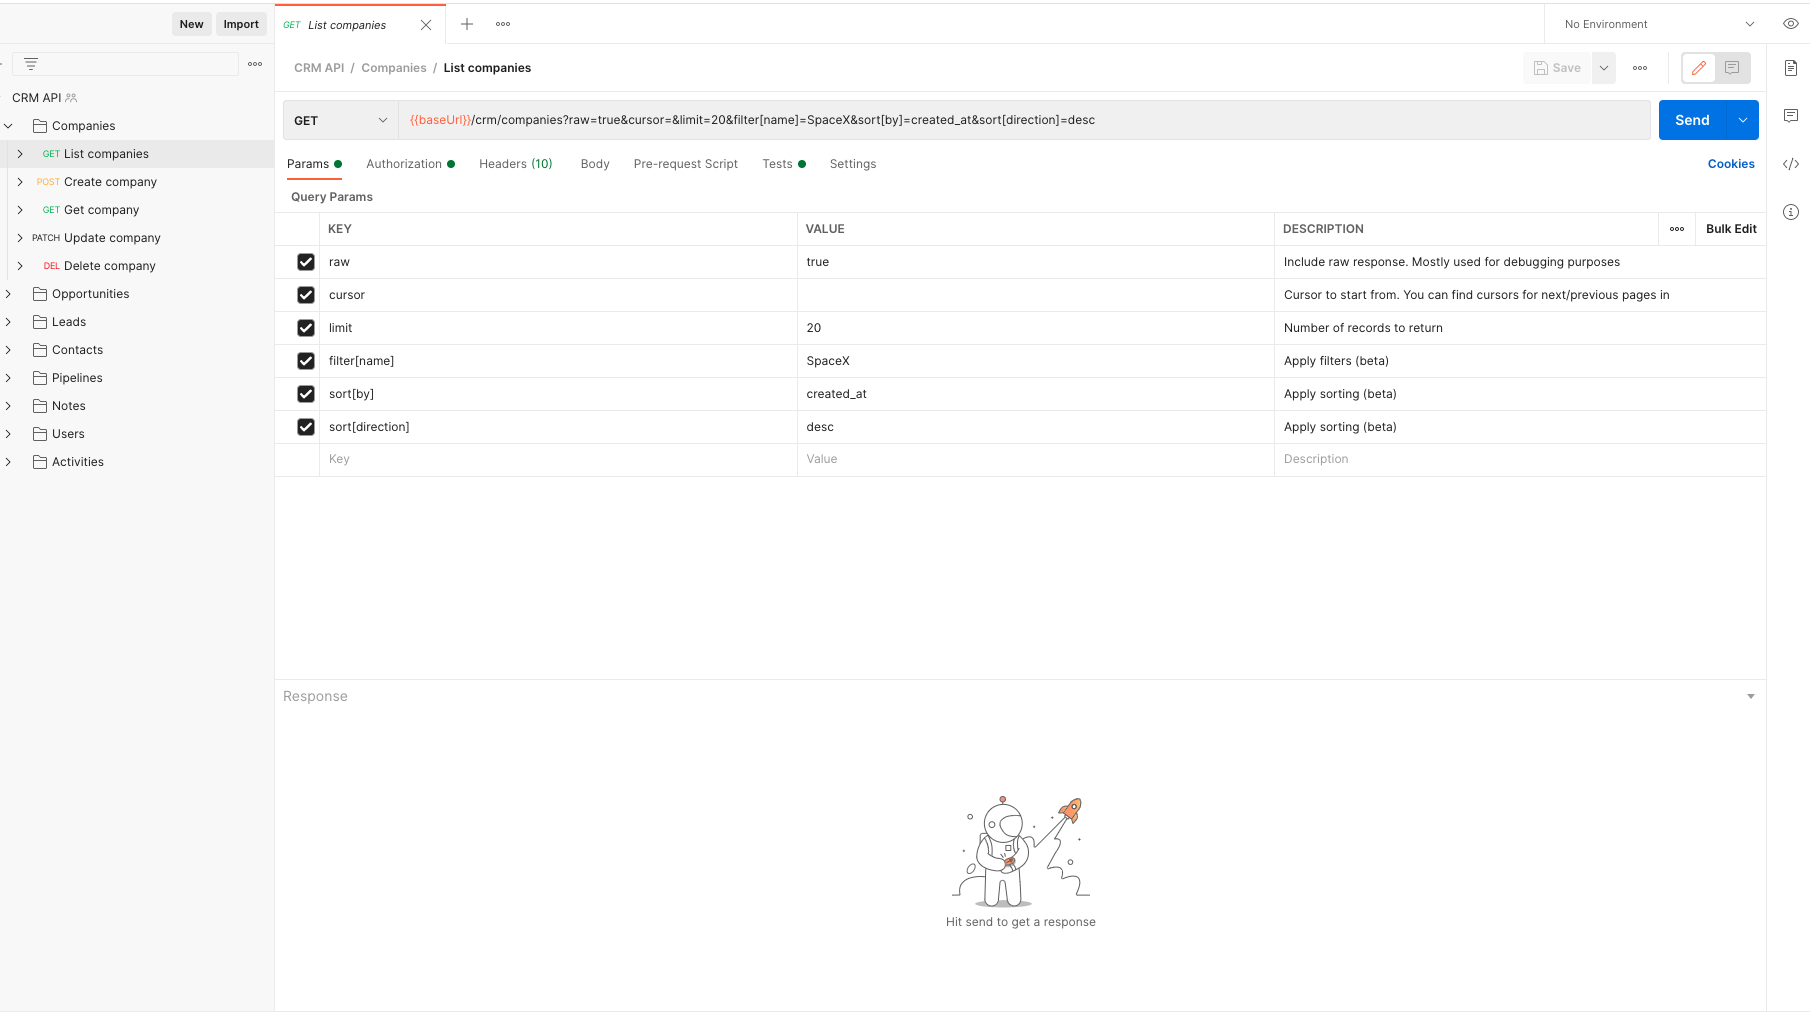 New Import
GET List companies
No Environment
CRM API / Companies / List companies
Save
CRM API
Companies
GET List companies
POST Create company
GET Get company
PATCH Update company
DEL Delete company
Opportunities
Leads
Contacts
Pipelines
Notes
Users
Activities
GET {{baseUrl}}/crm/companies?raw=true&cursor=&limit=20&filter[name]=SpaceX&sort[by]=created_at&sort[direction]=desc
Send
Params Authorization Headers (10) Body Pre-request Script Tests Settings Cookies
Query Params
KEY VALUE DESCRIPTION Bulk Edit
raw true Include raw response. Mostly used for debugging purposes
cursor Cursor to start from. You can find cursors for next/previous pages in
limit 20 Number of records to return
filter[name] SpaceX Apply filters (beta)
sort[by] created_at Apply sorting (beta)
sort[direction] desc Apply sorting (beta)
Key Value Description
Response
Hit send to get a response